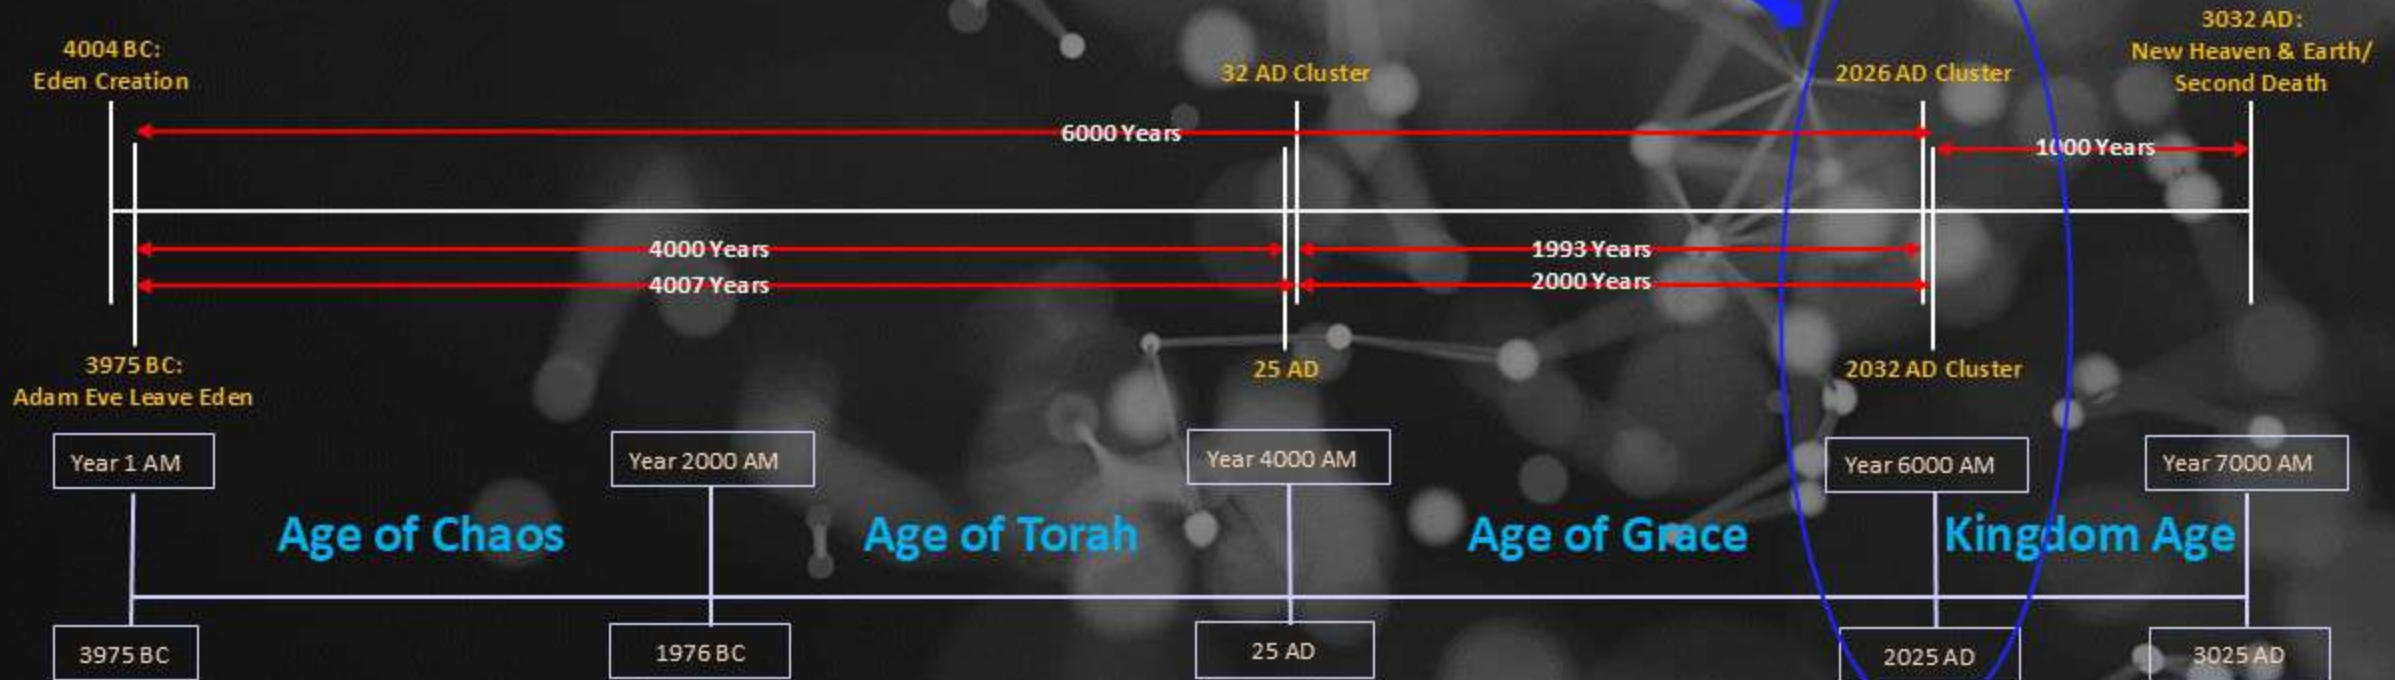 4004 BC:
Eden Creation
32 AD Cluster
2026 AD Cluster
3032 AD:
New Heaven & Earth/
Second Death
6000 Years
1000 Years
4000 Years
1993 Years
4007 Years
2000 Years
3975 BC:
Adam Eve Leave Eden
25 AD
2032 AD Cluster
Year 1 AM
Year 2000 AM
Year 4000 AM
Year 6000 AM
Year 7000 AM
Age of Chaos
Age of Torah
Age of Grace
Kingdom Age
3975 BC
1976 BC
25 AD
2025 AD
3025 AD